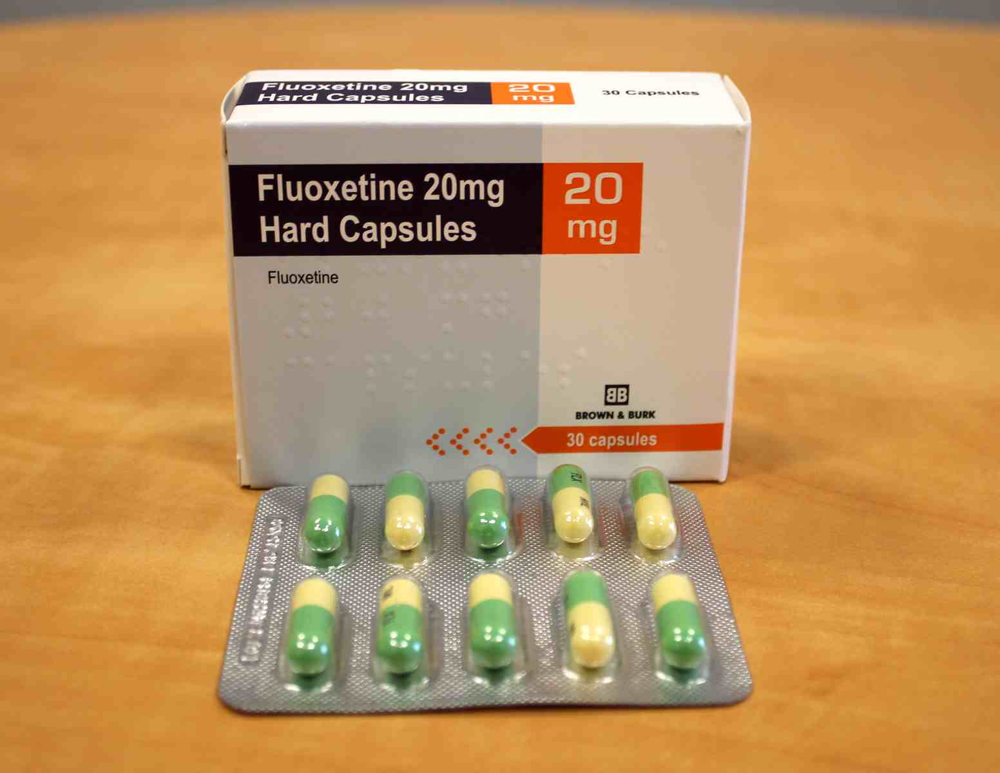 Fluoxetine 20mg
Hard Capsules
20
mg
30 Capsules
Fluoxetine 20mg
Hard Capsules
20
mg
Fluoxetine
BB
BROWN & BURK
30 capsules
FLX